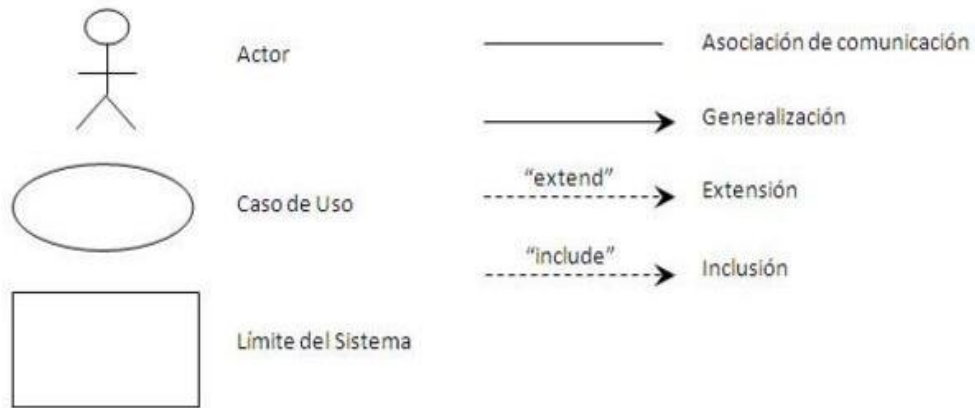 Actor
Caso de Uso
Límite del Sistema
Asociación de comunicación
Generalización
"extend"
Extensión
"include"
Inclusión